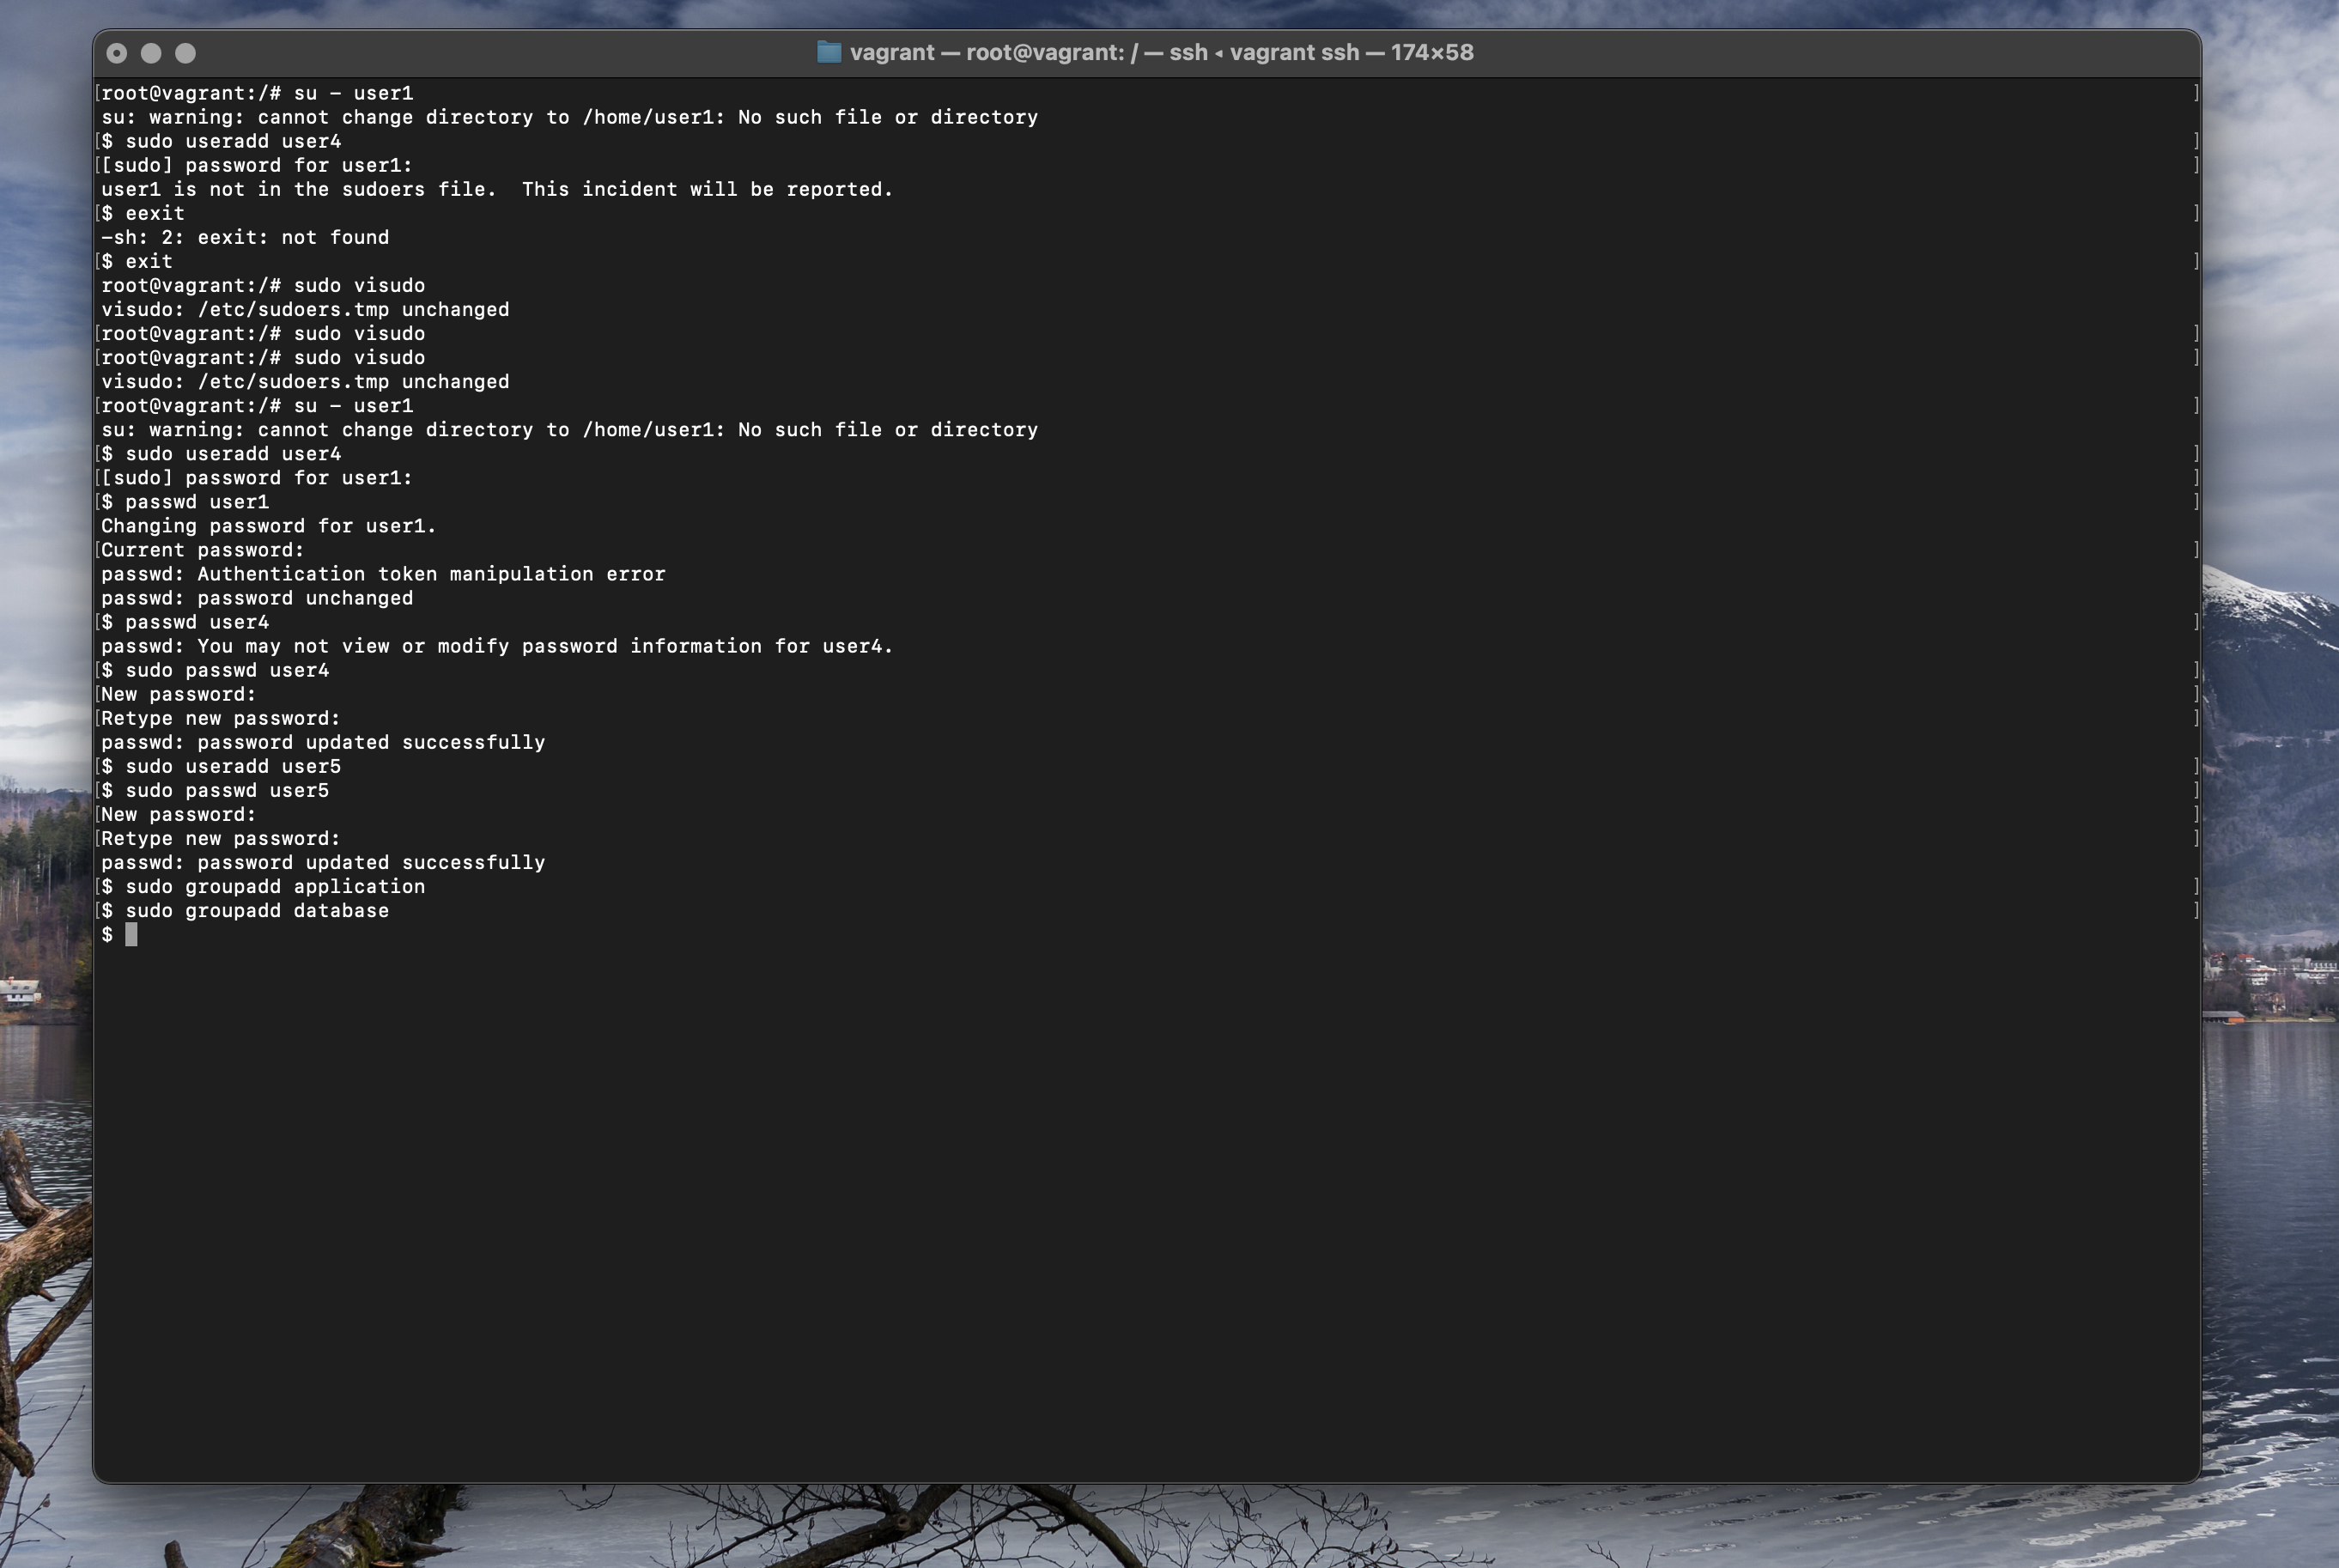 vagrant — root@vagrant: / — ssh ◂ vagrant ssh — 174×58
[root@vagrant:/# su - user1 ]
su: warning: cannot change directory to /home/user1: No such file or directory
[$ sudo useradd user4 ]
[[sudo] password for user1: ]
user1 is not in the sudoers file.  This incident will be reported.
[$ eexit ]
-sh: 2: eexit: not found
[$ exit ]
root@vagrant:/# sudo visudo
visudo: /etc/sudoers.tmp unchanged
[root@vagrant:/# sudo visudo ]
[root@vagrant:/# sudo visudo ]
visudo: /etc/sudoers.tmp unchanged
[root@vagrant:/# su - user1 ]
su: warning: cannot change directory to /home/user1: No such file or directory
[$ sudo useradd user4 ]
[[sudo] password for user1: ]
[$ passwd user1 ]
Changing password for user1.
[Current password: ]
passwd: Authentication token manipulation error
passwd: password unchanged
[$ passwd user4 ]
passwd: You may not view or modify password information for user4.
[$ sudo passwd user4 ]
[New password: ]
[Retype new password: ]
passwd: password updated successfully
[$ sudo useradd user5 ]
[$ sudo passwd user5 ]
[New password: ]
[Retype new password: ]
passwd: password updated successfully
[$ sudo groupadd application ]
[$ sudo groupadd database ]
$